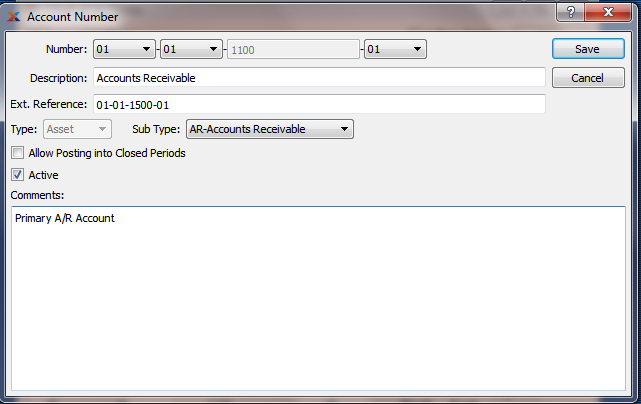 Account Number
Number: 01 - 01 - 1100 - 01 Save
Description: Accounts Receivable Cancel
Ext. Reference: 01-01-1500-01
Type: Asset Sub Type: AR-Accounts Receivable
Allow Posting into Closed Periods
Active
Comments:
Primary A/R Account